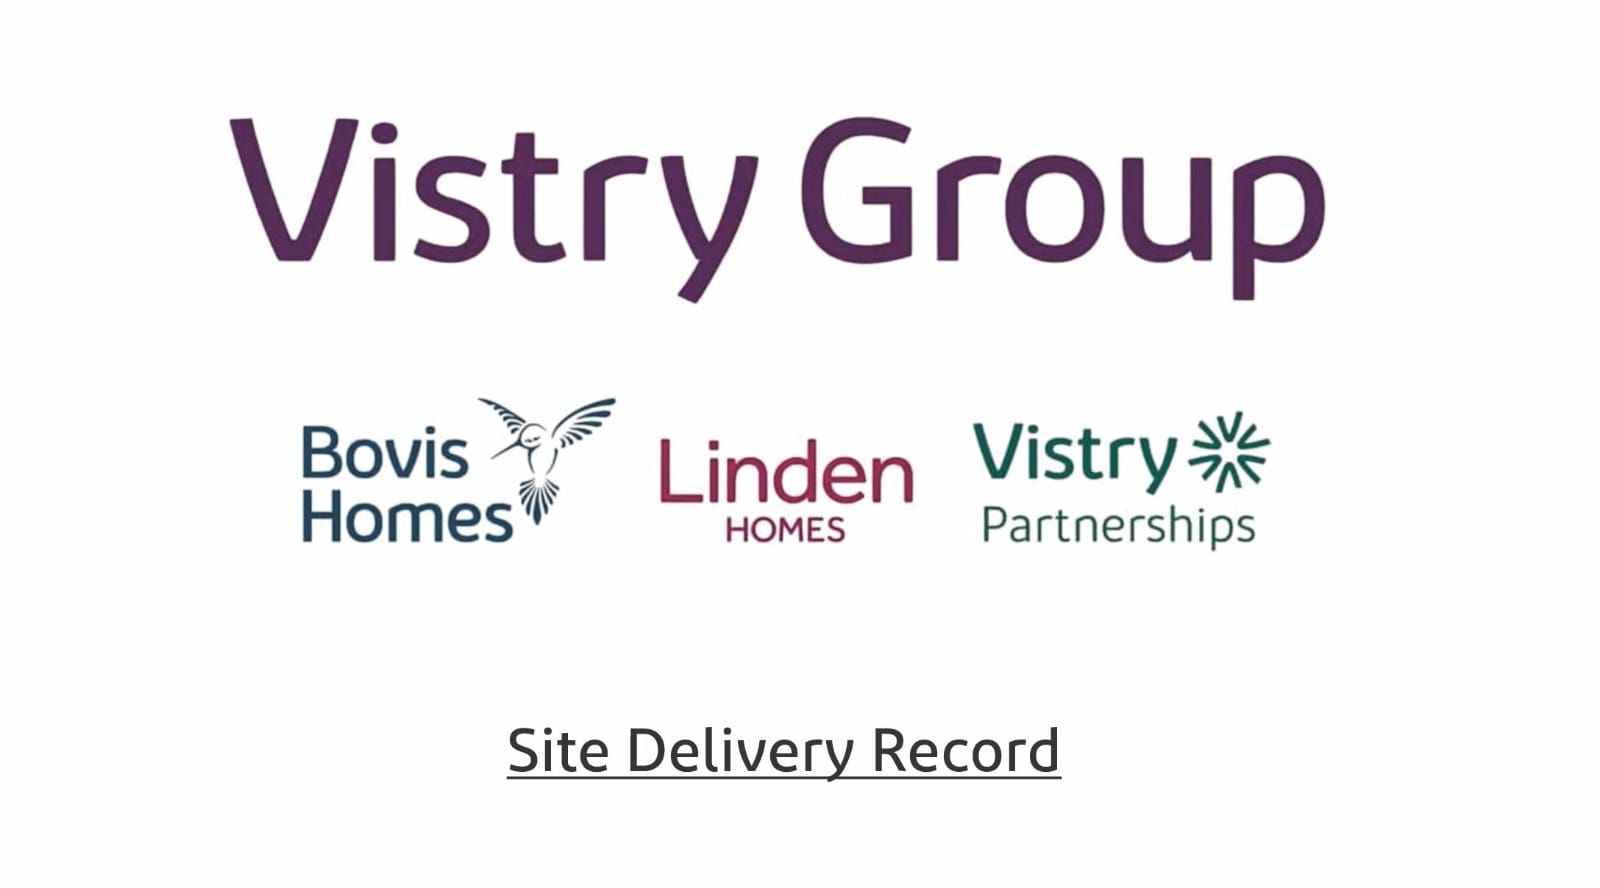 Vistry Group
Bovis
Homes
Linden
HOMES
Vistry
Partnerships
Site Delivery Record